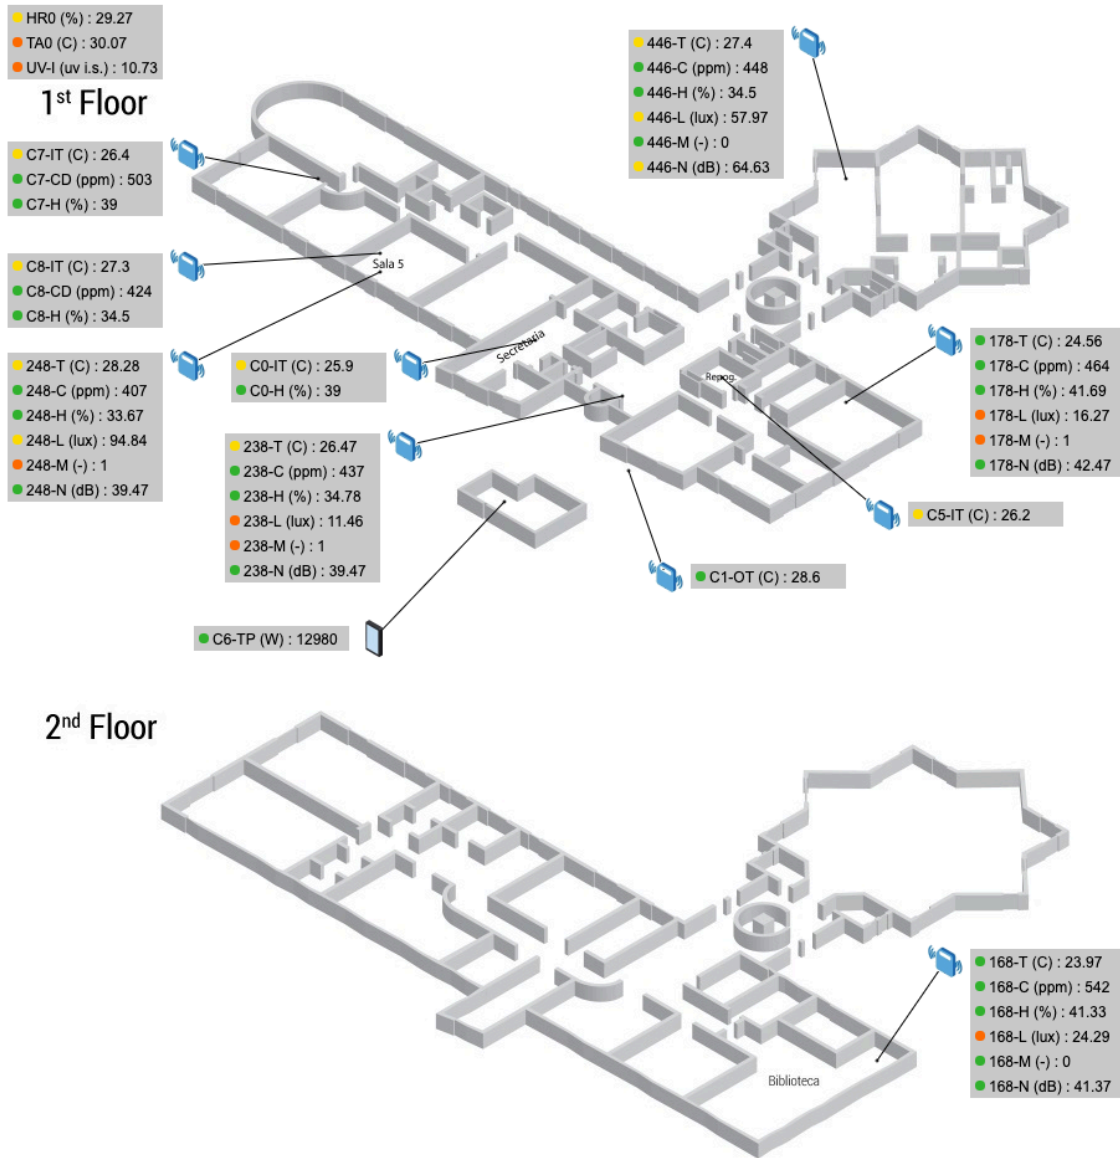 HR0 (%) : 29.27
TA0 (C) : 30.07
UV-I (uv i.s.) : 10.73
1st Floor
446-T (C) : 27.4
446-C (ppm) : 448
446-H (%) : 34.5
446-L (lux) : 57.97
446-M (-) : 0
446-N (dB) : 64.63
C7-IT (C) : 26.4
C7-CD (ppm) : 503
C7-H (%) : 39
C8-IT (C) : 27.3
C8-CD (ppm) : 424
C8-H (%) : 34.5
Sala 5
248-T (C) : 28.28
248-C (ppm) : 407
248-H (%) : 33.67
248-L (lux) : 94.84
248-M (-) : 1
248-N (dB) : 39.47
C0-IT (C) : 25.9
C0-H (%) : 39
Secretaria
Repog.
178-T (C) : 24.56
178-C (ppm) : 464
178-H (%) : 41.69
178-L (lux) : 16.27
178-M (-) : 1
178-N (dB) : 42.47
238-T (C) : 26.47
238-C (ppm) : 437
238-H (%) : 34.78
238-L (lux) : 11.46
238-M (-) : 1
238-N (dB) : 39.47
C5-IT (C) : 26.2
C1-OT (C) : 28.6
C6-TP (W) : 12980
2nd Floor
168-T (C) : 23.97
168-C (ppm) : 542
168-H (%) : 41.33
168-L (lux) : 24.29
168-M (-) : 0
168-N (dB) : 41.37
Biblioteca